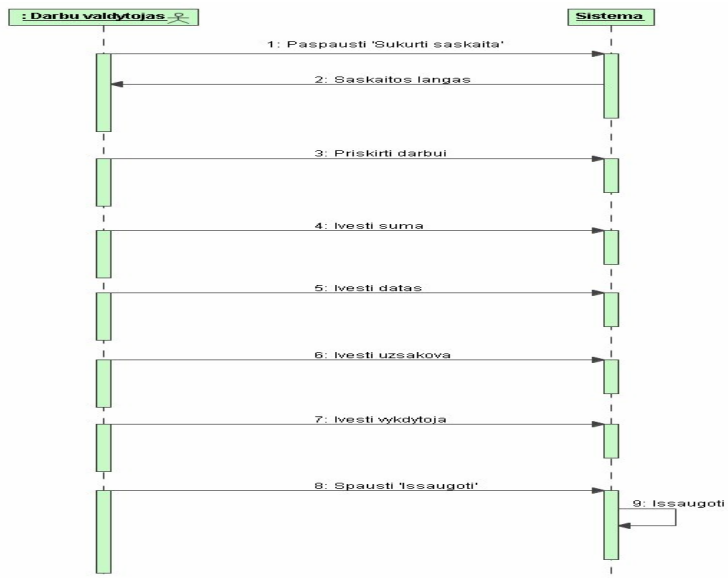 : Darbu valdytojas
Sistema
1: Paspausti 'Sukurti saskaita'
2: Saskaitos langas
3: Priskirti darbui
4: Ivesti suma
5: Ivesti datas
6: Ivesti uzsakova
7: Ivesti vykdytoja
8: Spausti 'Issaugoti'
9: Issaugoti